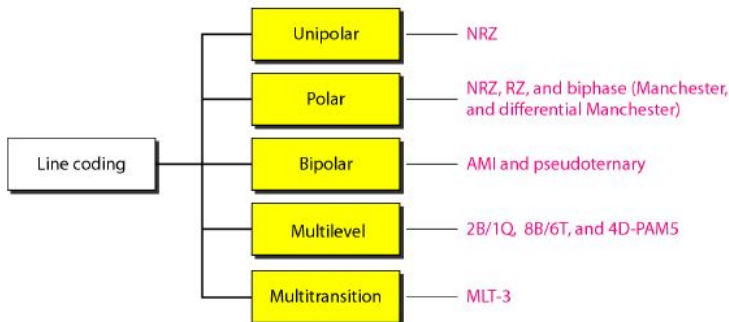 Unipolar
NRZ
Polar
NRZ, RZ, and biphase (Manchester,
and differential Manchester)
Line coding
Bipolar
AMI and pseudoternary
Multilevel
2B/1Q, 8B/6T, and 4D-PAM5
Multitransition
MLT-3